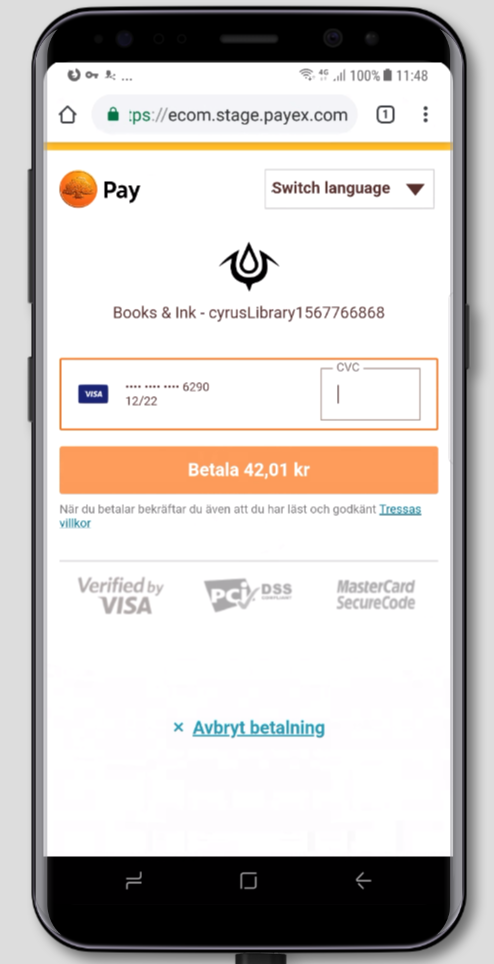 ... 4G 100% 11:48
:ps://ecom.stage.payex.com 1
Pay Switch language
Books & Ink - cyrusLibrary1567766868
CVC
VISA •••• •••• •••• 6290
12/22
Betala 42,01 kr
När du betalar bekräftar du även att du har läst och godkänt Tressas
villkor
Verified by
VISA
PCI DSS
COMPLIANT
MasterCard
SecureCode
× Avbryt betalning